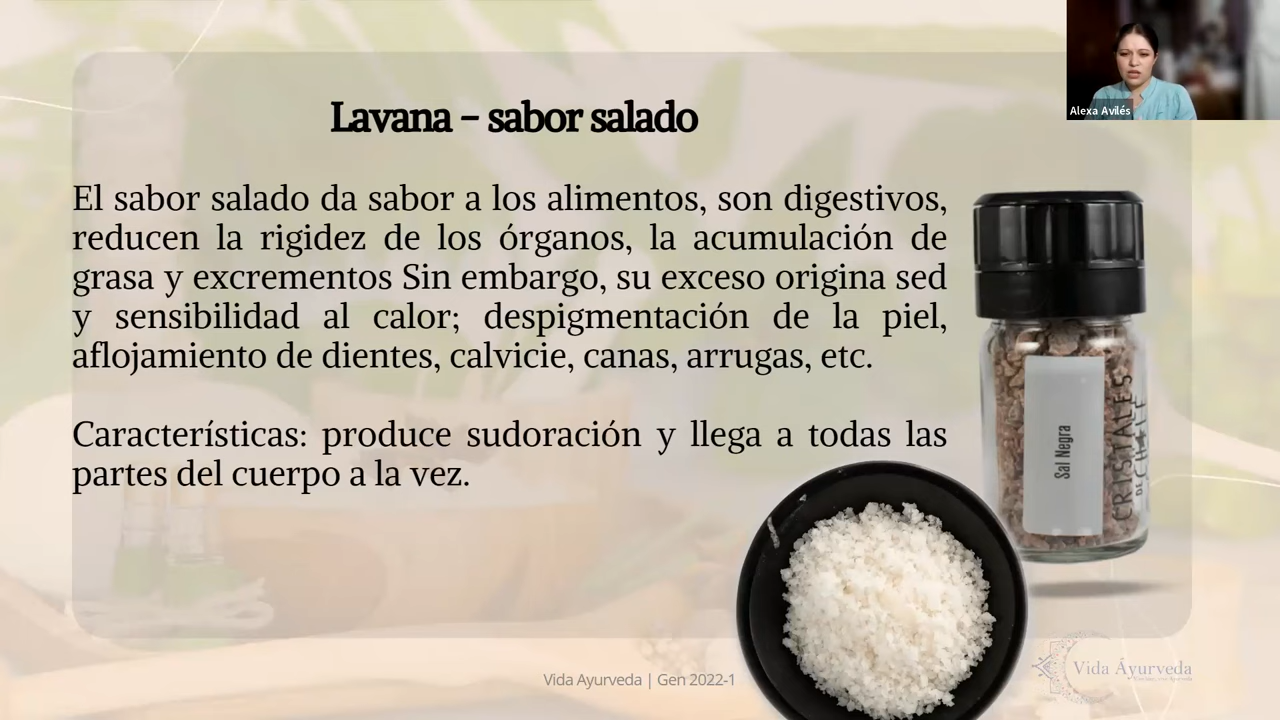 Lavana – sabor salado
Alexa Avilés
El sabor salado da sabor a los alimentos, son digestivos,
reducen la rigidez de los órganos, la acumulación de
grasa y excrementos Sin embargo, su exceso origina sed
y sensibilidad al calor; despigmentación de la piel,
aflojamiento de dientes, calvicie, canas, arrugas, etc.
Características: produce sudoración y llega a todas las
partes del cuerpo a la vez.
Sal Negra
CRISTALES
DE CHILE
Vida Ayurveda | Gen 2022-1
Vida Áyurveda